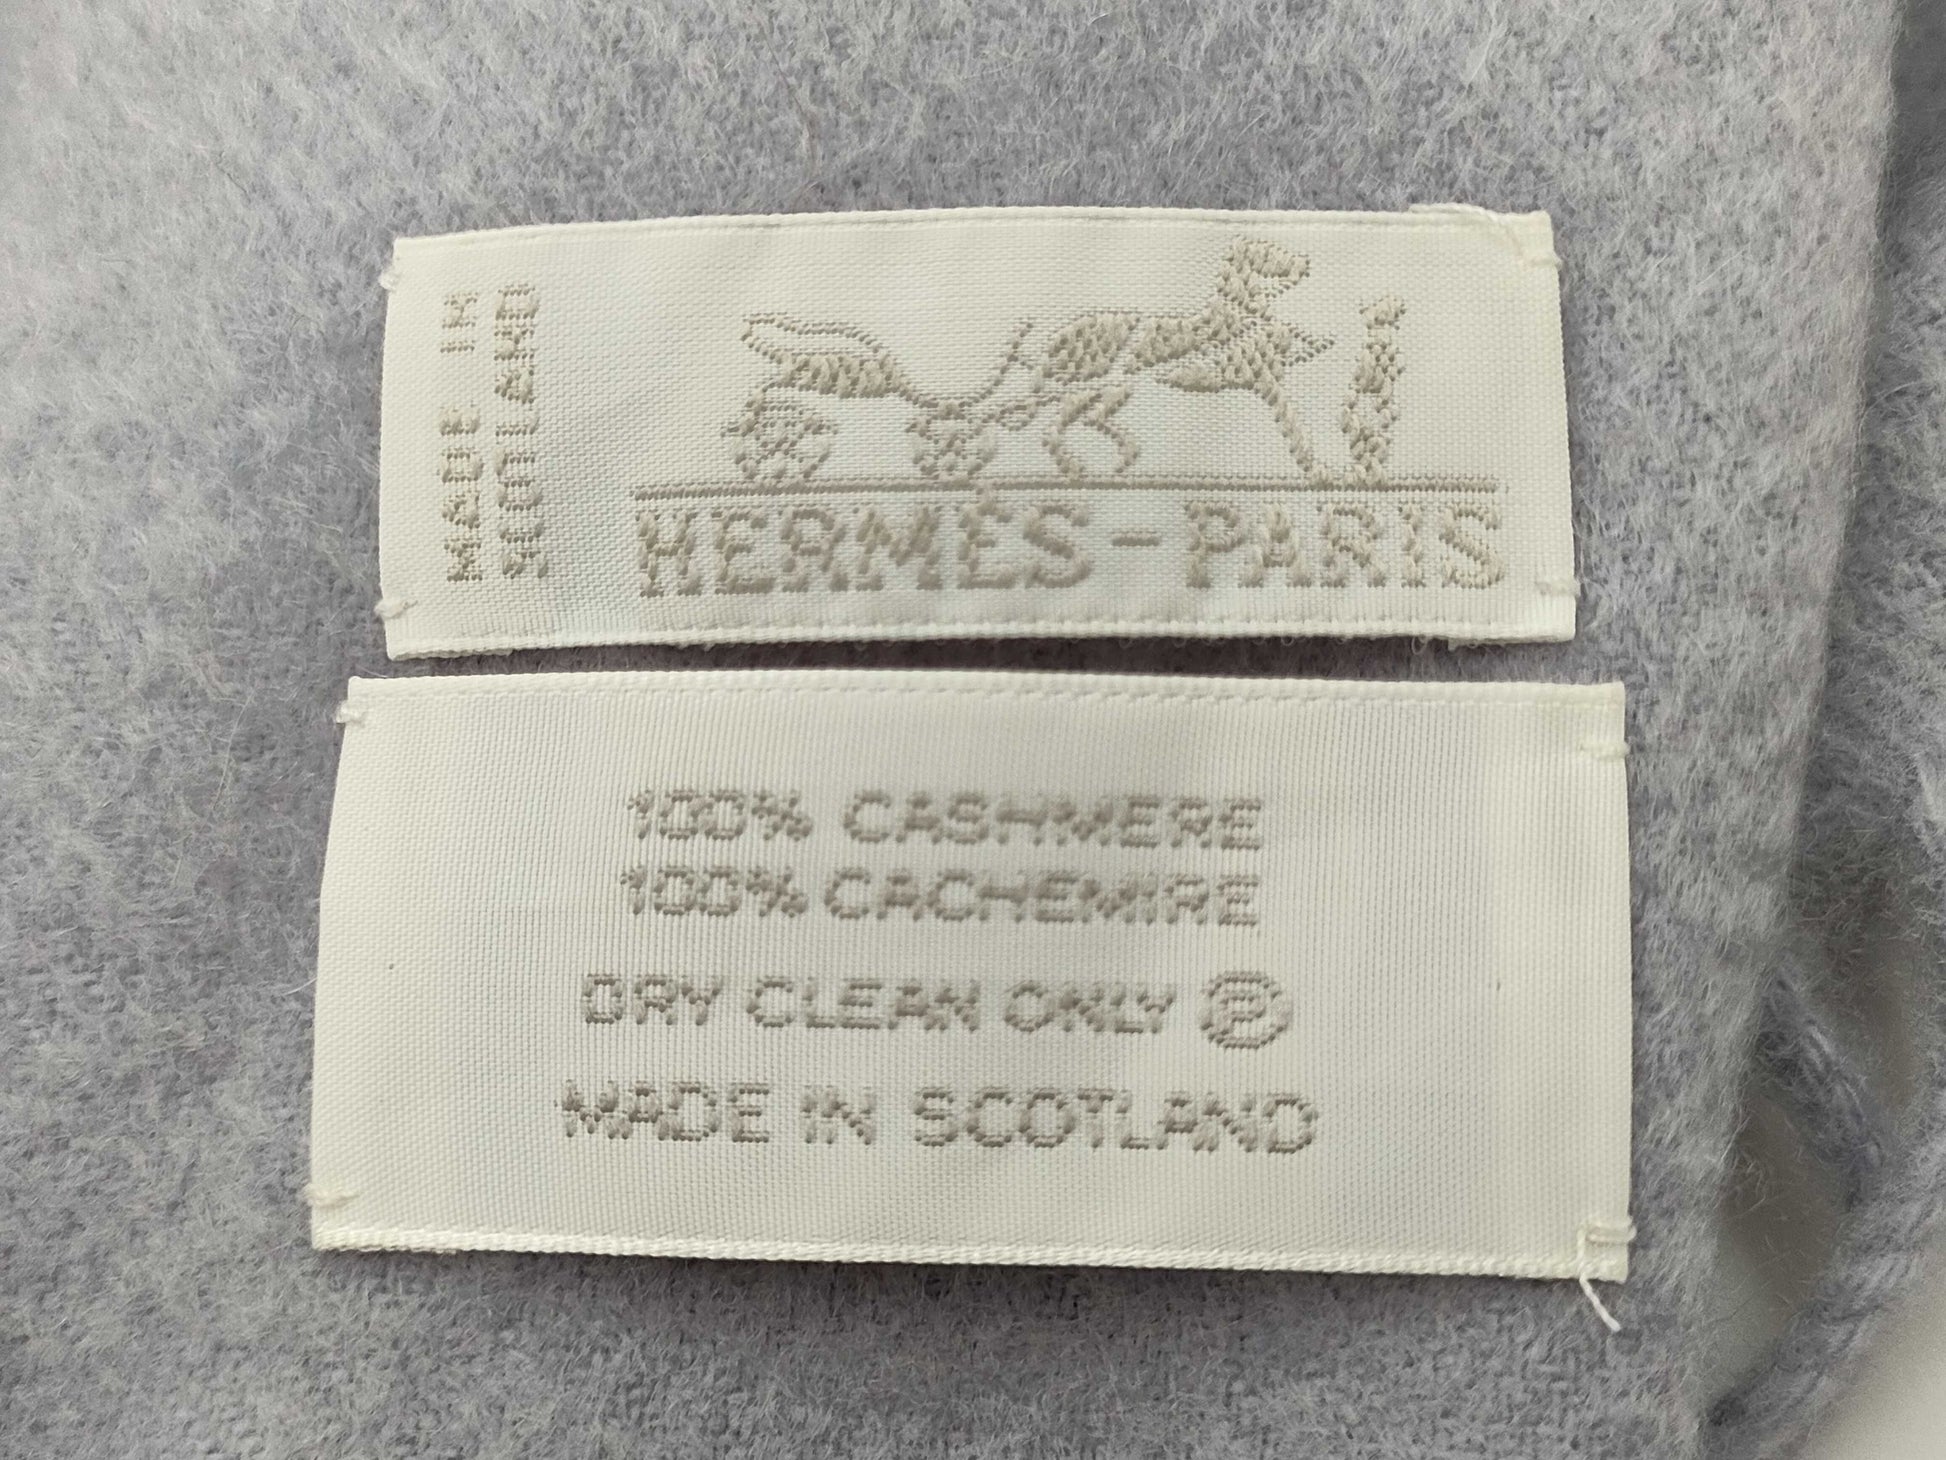 MADE IN
SCOTLAND
HERMÈS-PARIS
100% CASHMERE
100% CACHEMIRE
DRY CLEAN ONLY Ⓟ
MADE IN SCOTLAND